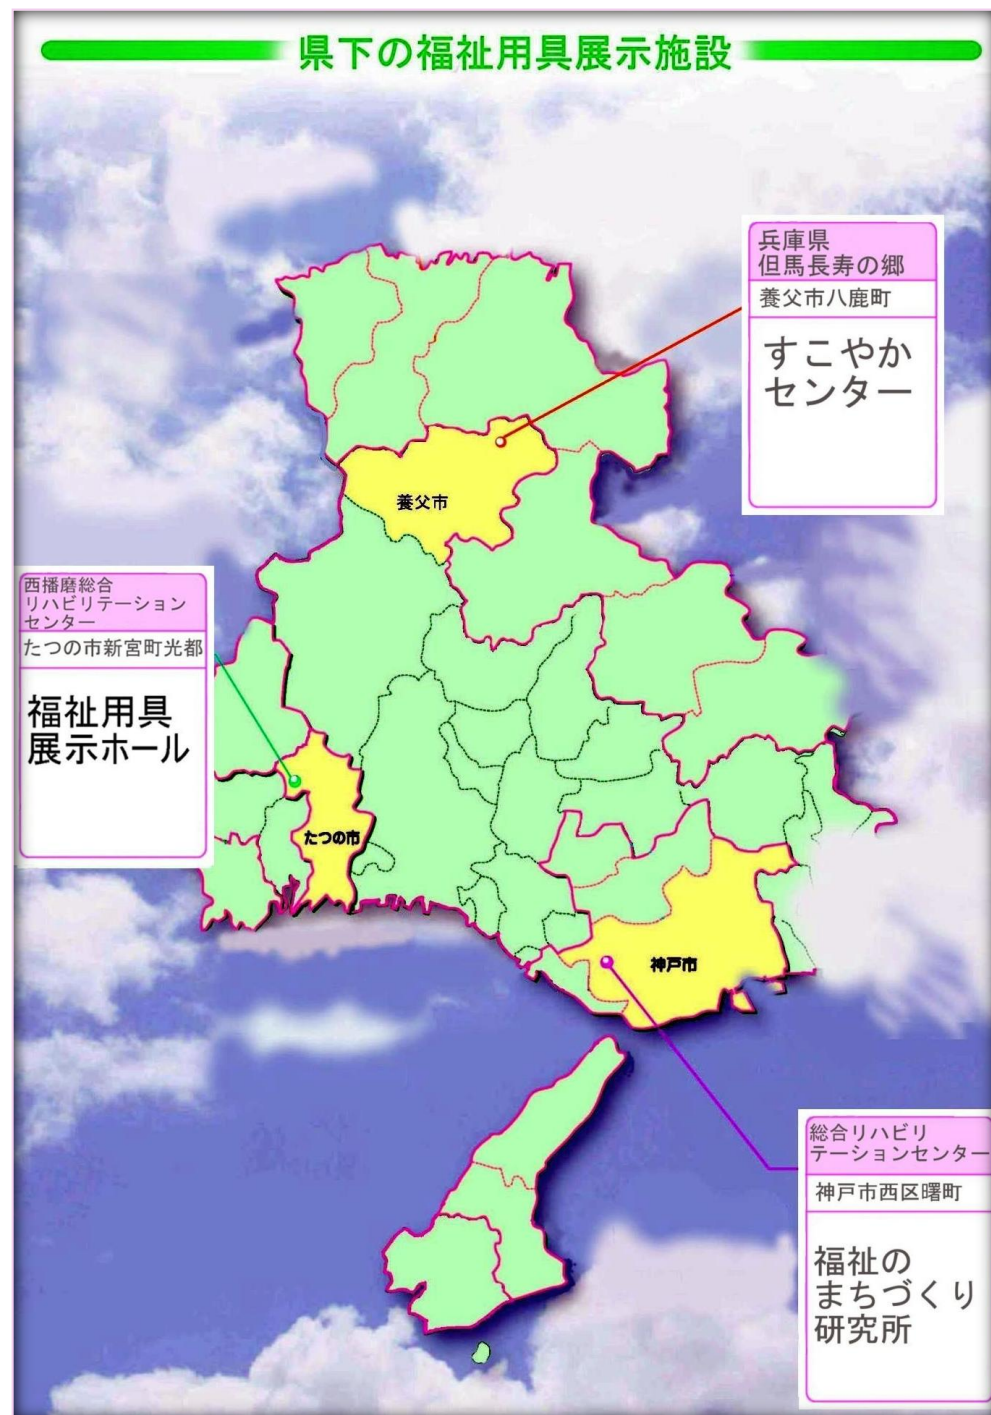 県下の福祉用具展示施設
兵庫県
但馬長寿の郷
養父市八鹿町
すこやか
センター
養父市
西播磨総合
リハビリテーション
センター
たつの市新宮町光都
福祉用具
展示ホール
たつの市
神戸市
総合リハビリ
テーションセンター
神戸市西区曙町
福祉の
まちづくり
研究所